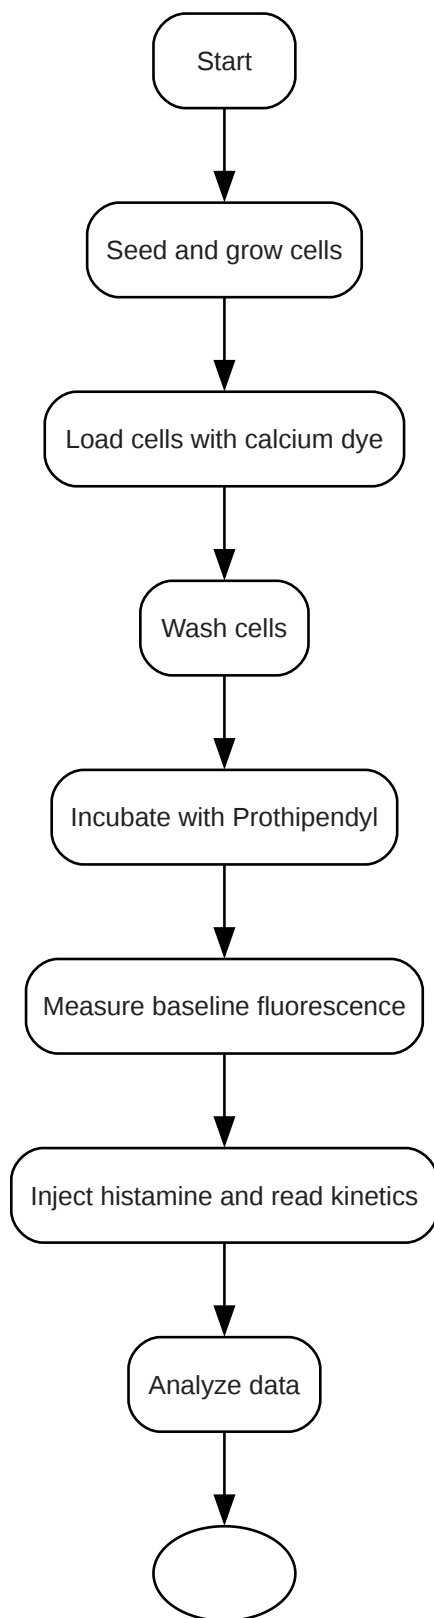 Start
Seed and grow cells
Load cells with calcium dye
Wash cells
Incubate with Prothipendyl
Measure baseline fluorescence
Inject histamine and read kinetics
Analyze data